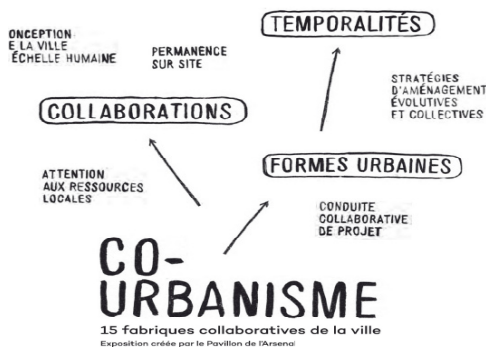 TEMPORALITÉS
ONCEPTION
E LA VILLE
ÉCHELLE HUMAINE
PERMANENCE
SUR SITE
STRATÉGIES
D'AMÉNAGEMENT
ÉVOLUTIVES
ET COLLECTIVES
COLLABORATIONS
FORMES URBAINES
ATTENTION
AUX RESSOURCES
LOCALES
CONDUITE
COLLABORATIVE
DE PROJET
CO-
URBANISME
15 fabriques collaboratives de la ville
Exposition créée par le Pavillon de l'Arsenal